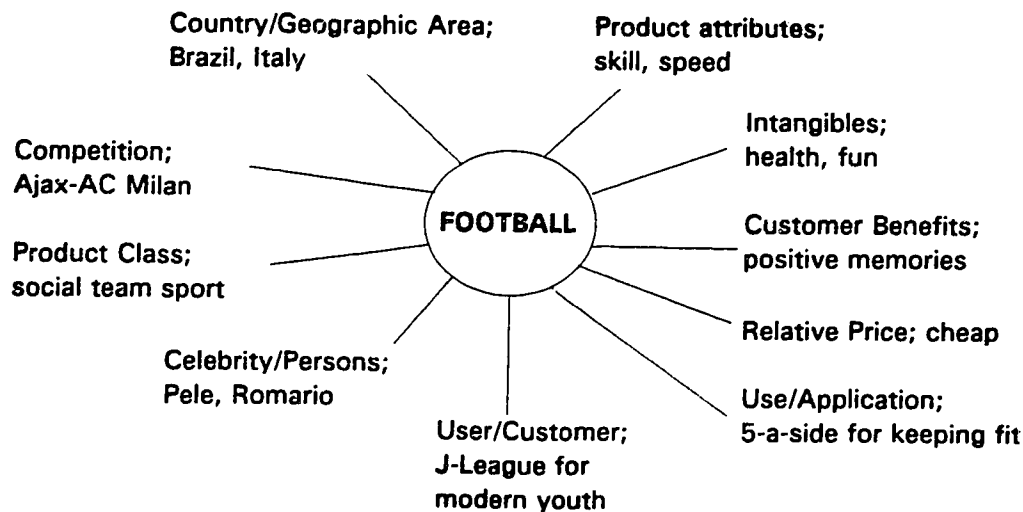 Country/Geographic Area;
Brazil, Italy
Product attributes;
skill, speed
Intangibles;
health, fun
Competition;
Ajax-AC Milan
FOOTBALL
Customer Benefits;
positive memories
Product Class;
social team sport
Relative Price; cheap
Celebrity/Persons;
Pele, Romario
Use/Application;
5-a-side for keeping fit
User/Customer;
J-League for
modern youth